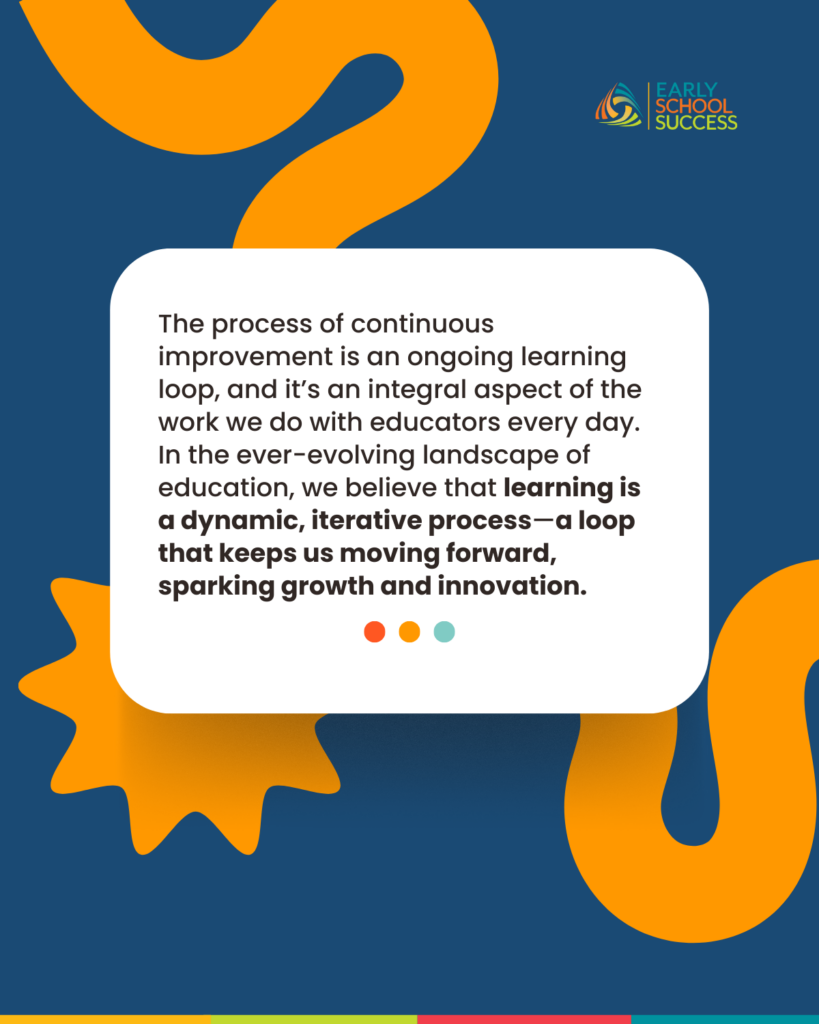 EARLY
SCHOOL
SUCCESS
The process of continuous
improvement is an ongoing learning
loop, and it’s an integral aspect of the
work we do with educators every day.
In the ever-evolving landscape of
education, we believe that learning is
a dynamic, iterative process—a loop
that keeps us moving forward,
sparking growth and innovation.